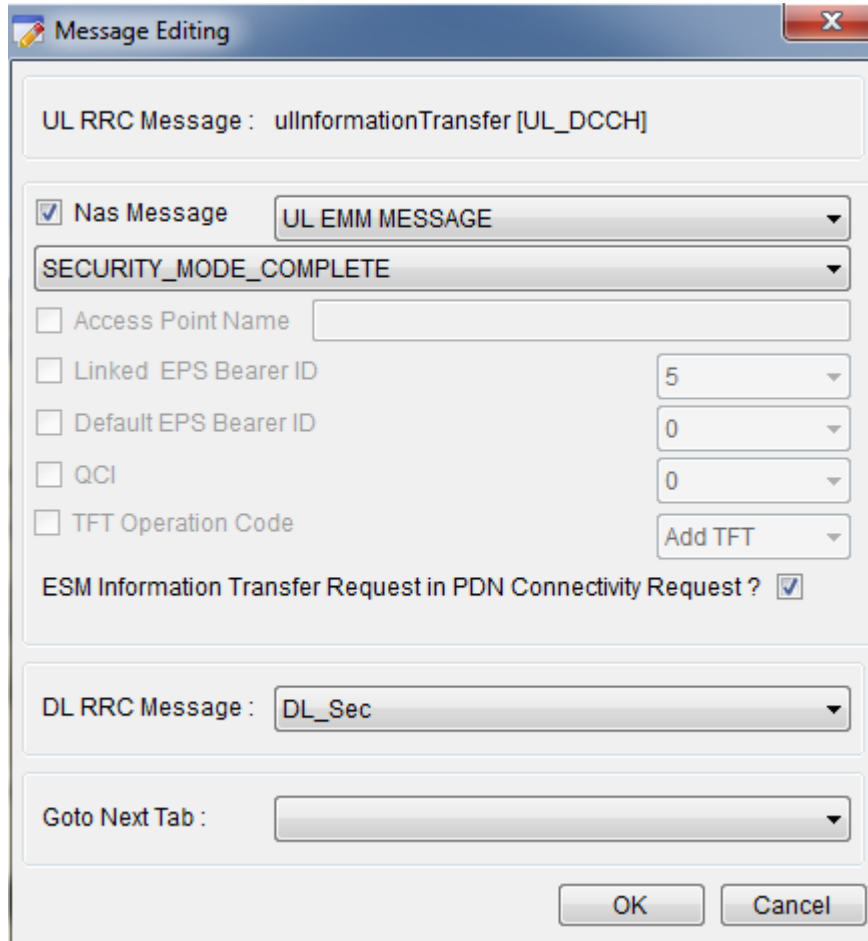 Message Editing
UL RRC Message : ulInformationTransfer [UL_DCCH]
Nas Message UL EMM MESSAGE
SECURITY_MODE_COMPLETE
Access Point Name
Linked EPS Bearer ID 5
Default EPS Bearer ID 0
QCI 0
TFT Operation Code Add TFT
ESM Information Transfer Request in PDN Connectivity Request ?
DL RRC Message : DL_Sec
Goto Next Tab :
OK Cancel